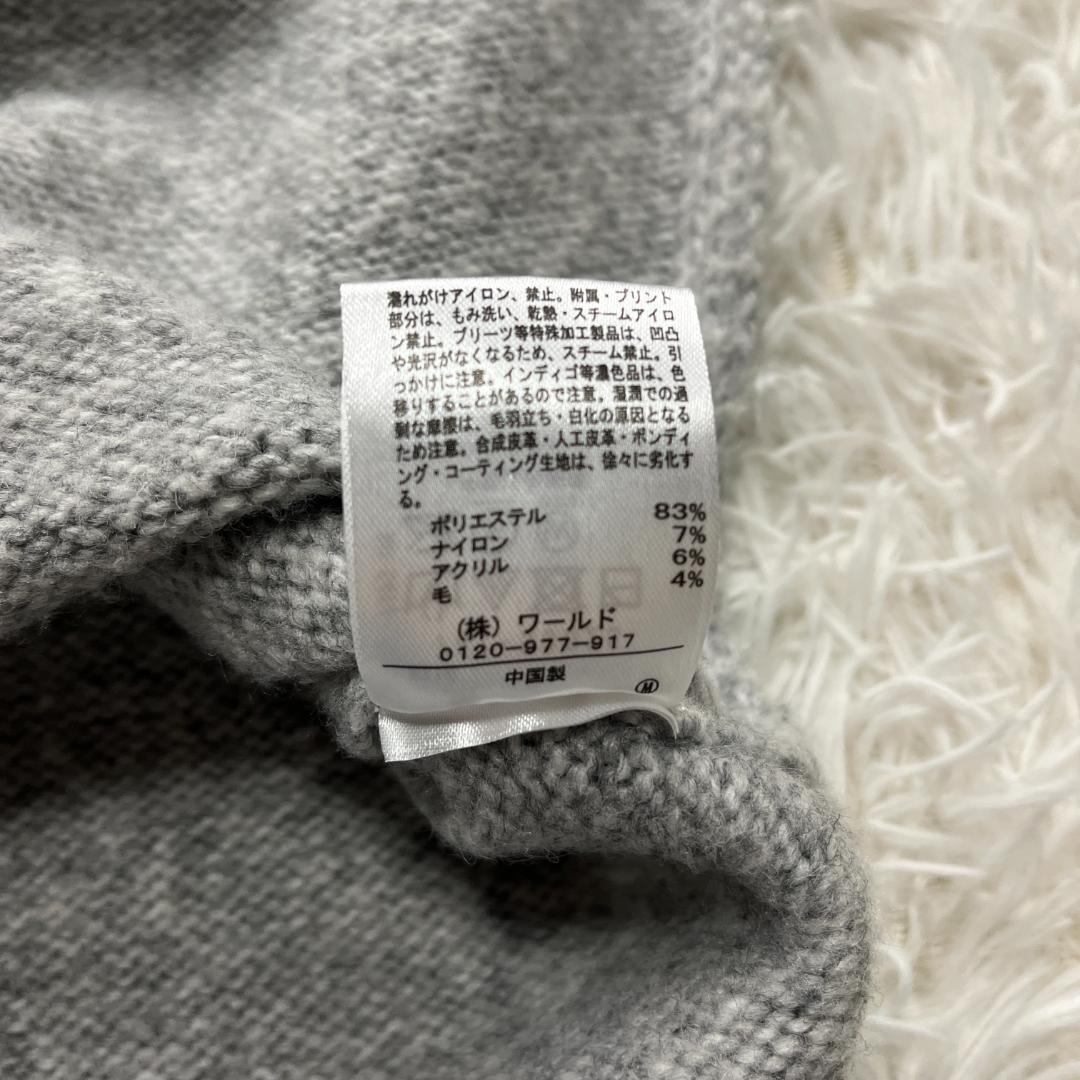 濡れがけアイロン、禁止。附属・プリント
部分は、もみ洗い、乾熱・スチームアイロ
ン禁止。プリーツ等特殊加工製品は、凹凸
や光沢がなくなるため、スチーム禁止。引
っかけに注意。インディゴ等濃色品は、色
移りすることがあるので注意。湿潤での過
剰な摩擦は、毛羽立ち・白化の原因となる
ため注意。合成皮革・人工皮革・ボンディ
ング・コーティング生地は、徐々に劣化す
る。
ポリエステル 83%
ナイロン 7%
アクリル 6%
毛 4%
(株)ワールド
0120-977-917
中国製
M